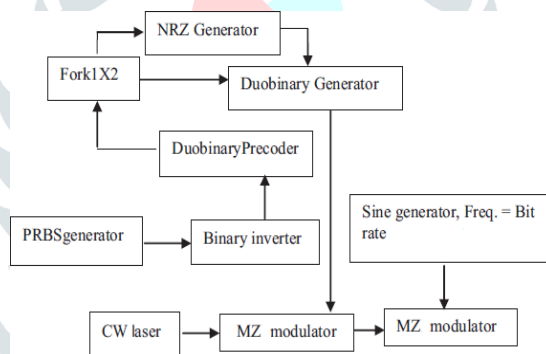 NRZ Generator
Fork1X2
Duobinary Generator
DuobinaryPrecoder
Sine generator, Freq. = Bit
rate
PRBSgenerator
Binary inverter
CW laser
MZ modulator
MZ modulator